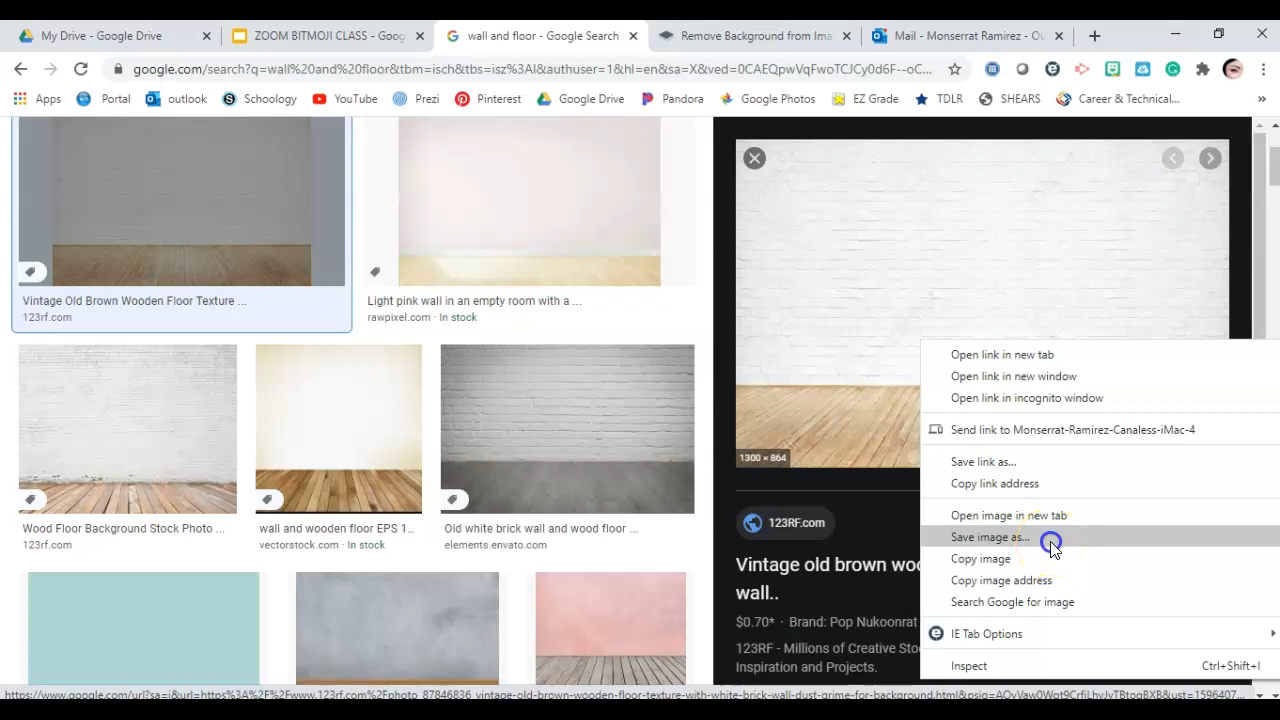 My Drive - Google Drive
ZOOM BITMOJI CLASS - Goog
wall and floor - Google Search
Remove Background from Ima
Mail - Monserrat Ramirez - Ou
google.com/search?q=wall%20and%20floor&tbm=isch&tbs=isz%3Al&authuser=1&hl=en&sa=X&ved=0CAEQpwVqFwoTCJCy0d6F--oC...
Apps
Portal
outlook
Schoology
YouTube
Prezi
Pinterest
Google Drive
Pandora
Google Photos
EZ Grade
TDLR
SHEARS
Career & Technical...
»
Vintage Old Brown Wooden Floor Texture ...
123rf.com
Light pink wall in an empty room with a ...
rawpixel.com · In stock
Wood Floor Background Stock Photo ...
123rf.com
wall and wooden floor EPS 1...
vectorstock.com · In stock
Old white brick wall and wood floor ...
elements.envato.com
1300 × 864
123RF.com
Vintage old brown woo
wall..
$0.70* · Brand: Pop Nukoonrat
123RF - Millions of Creative Sto
Inspiration and Projects.
Open link in new tab
Open link in new window
Open link in incognito window
Send link to Monserrat-Ramirez-Canaless-iMac-4
Save link as...
Copy link address
Open image in new tab
Save image as...
Copy image
Copy image address
Search Google for image
IE Tab Options
Inspect Ctrl+Shift+I